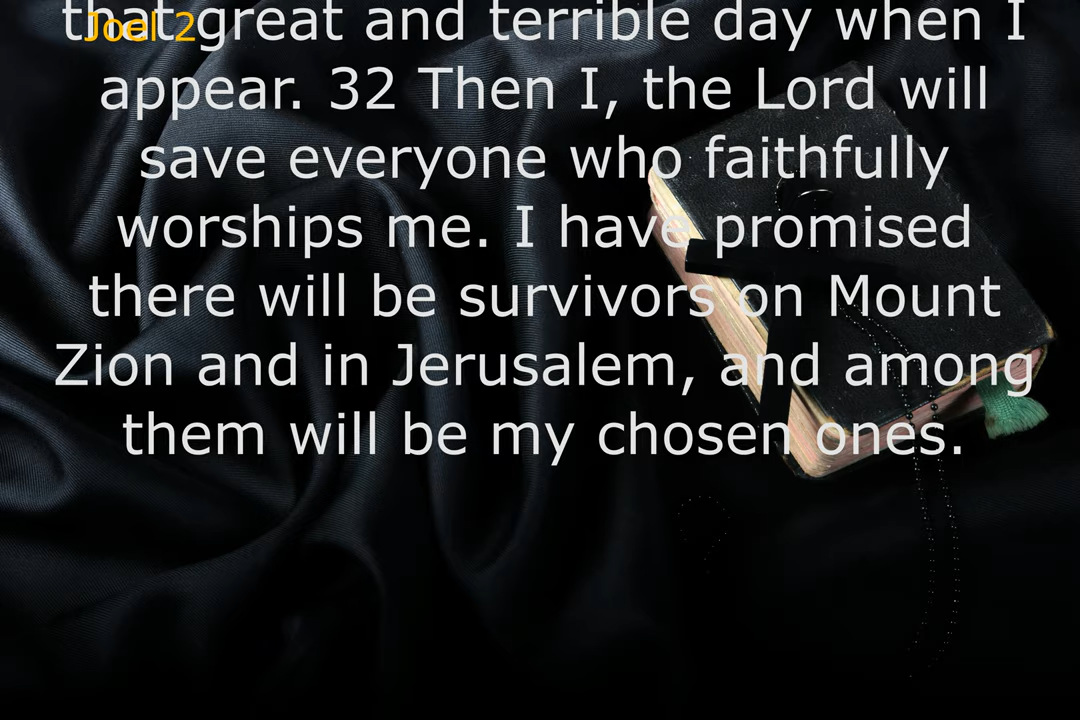 Joel 2
that great and terrible day when I
appear. 32 Then I, the Lord will
save everyone who faithfully
worships me. I have promised
there will be survivors on Mount
Zion and in Jerusalem, and among
them will be my chosen ones.